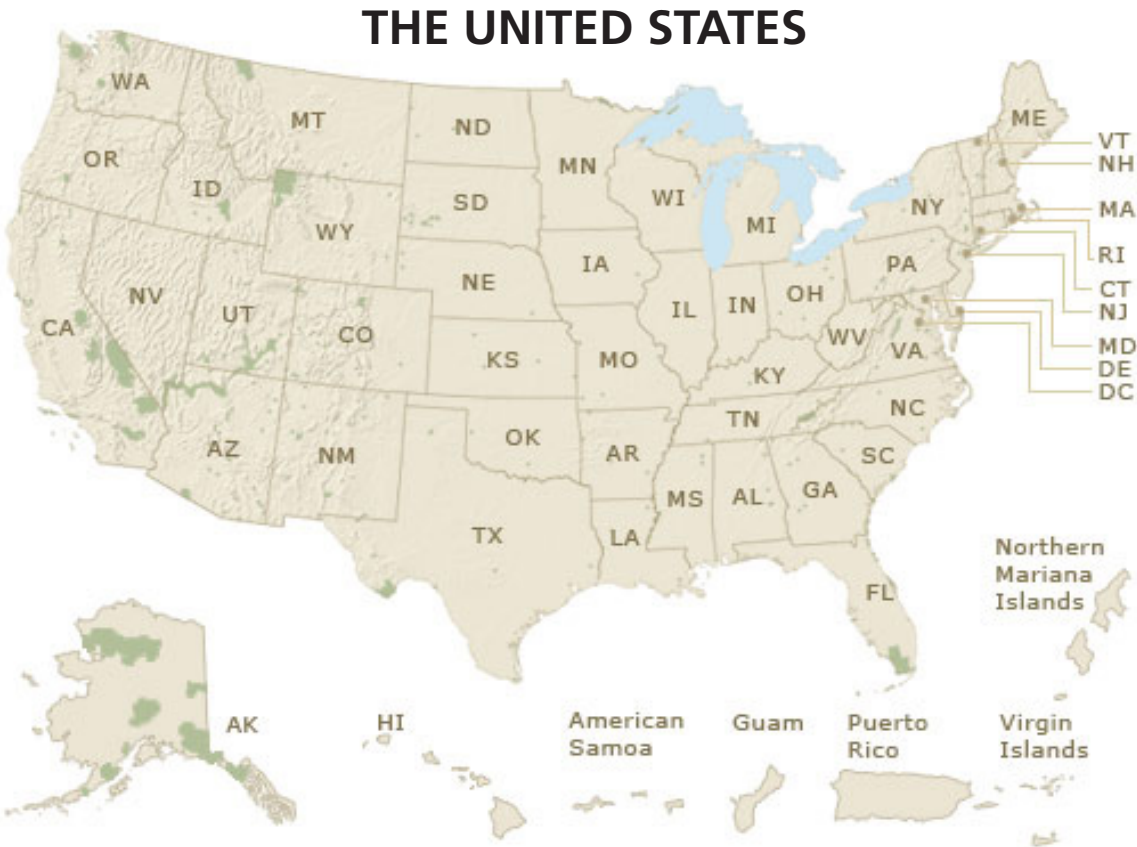 THE UNITED STATES
WA
MT
ND
MN
ME
VT
NH
OR
ID
SD
WI
MI
NY
MA
WY
RI
NV
NE
IA
PA
CT
CA
UT
CO
IL
IN
OH
NJ
WV
VA
MD
KS
MO
KY
DE
DC
AZ
NM
OK
AR
TN
NC
SC
TX
LA
MS
AL
GA
FL
Northern
Mariana
Islands
AK
HI
American
Samoa
Guam
Puerto
Rico
Virgin
Islands